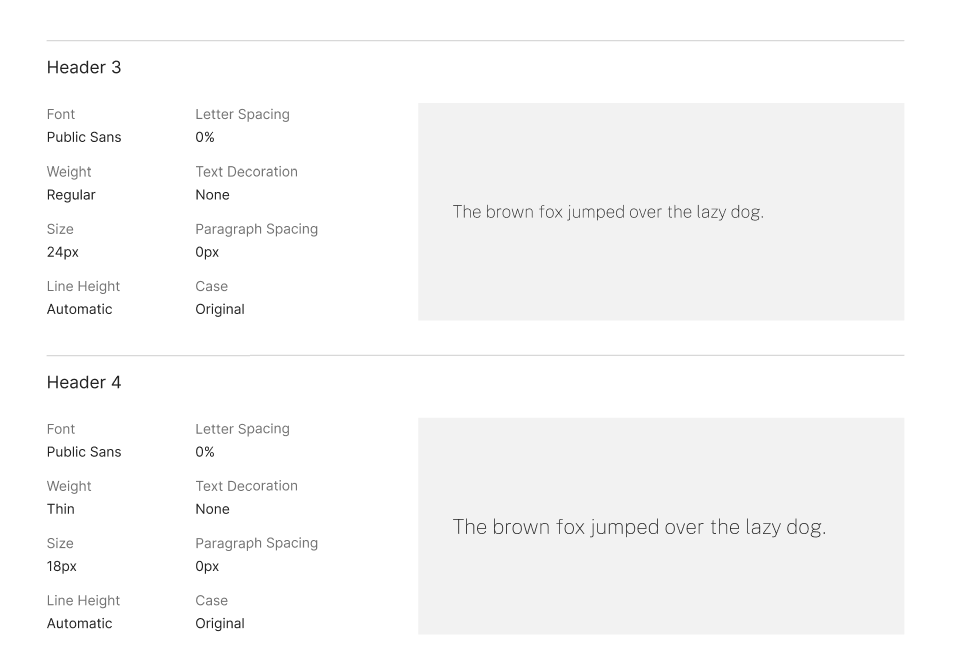 Header 3
Font
Public Sans
Letter Spacing
0%
Weight
Regular
Text Decoration
None
Size
24px
Paragraph Spacing
0px
Line Height
Automatic
Case
Original
The brown fox jumped over the lazy dog.
Header 4
Font
Public Sans
Letter Spacing
0%
Weight
Thin
Text Decoration
None
Size
18px
Paragraph Spacing
0px
Line Height
Automatic
Case
Original
The brown fox jumped over the lazy dog.